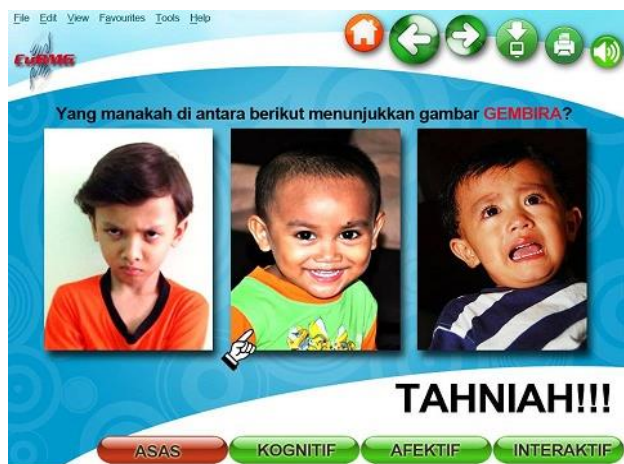 File Edit View Favourites Tools Help
EuBMG
Yang manakah di antara berikut menunjukkan gambar GEMBIRA?
TAHNIAH!!!
ASAS KOGNITIF AFEKTIF INTERAKTIF